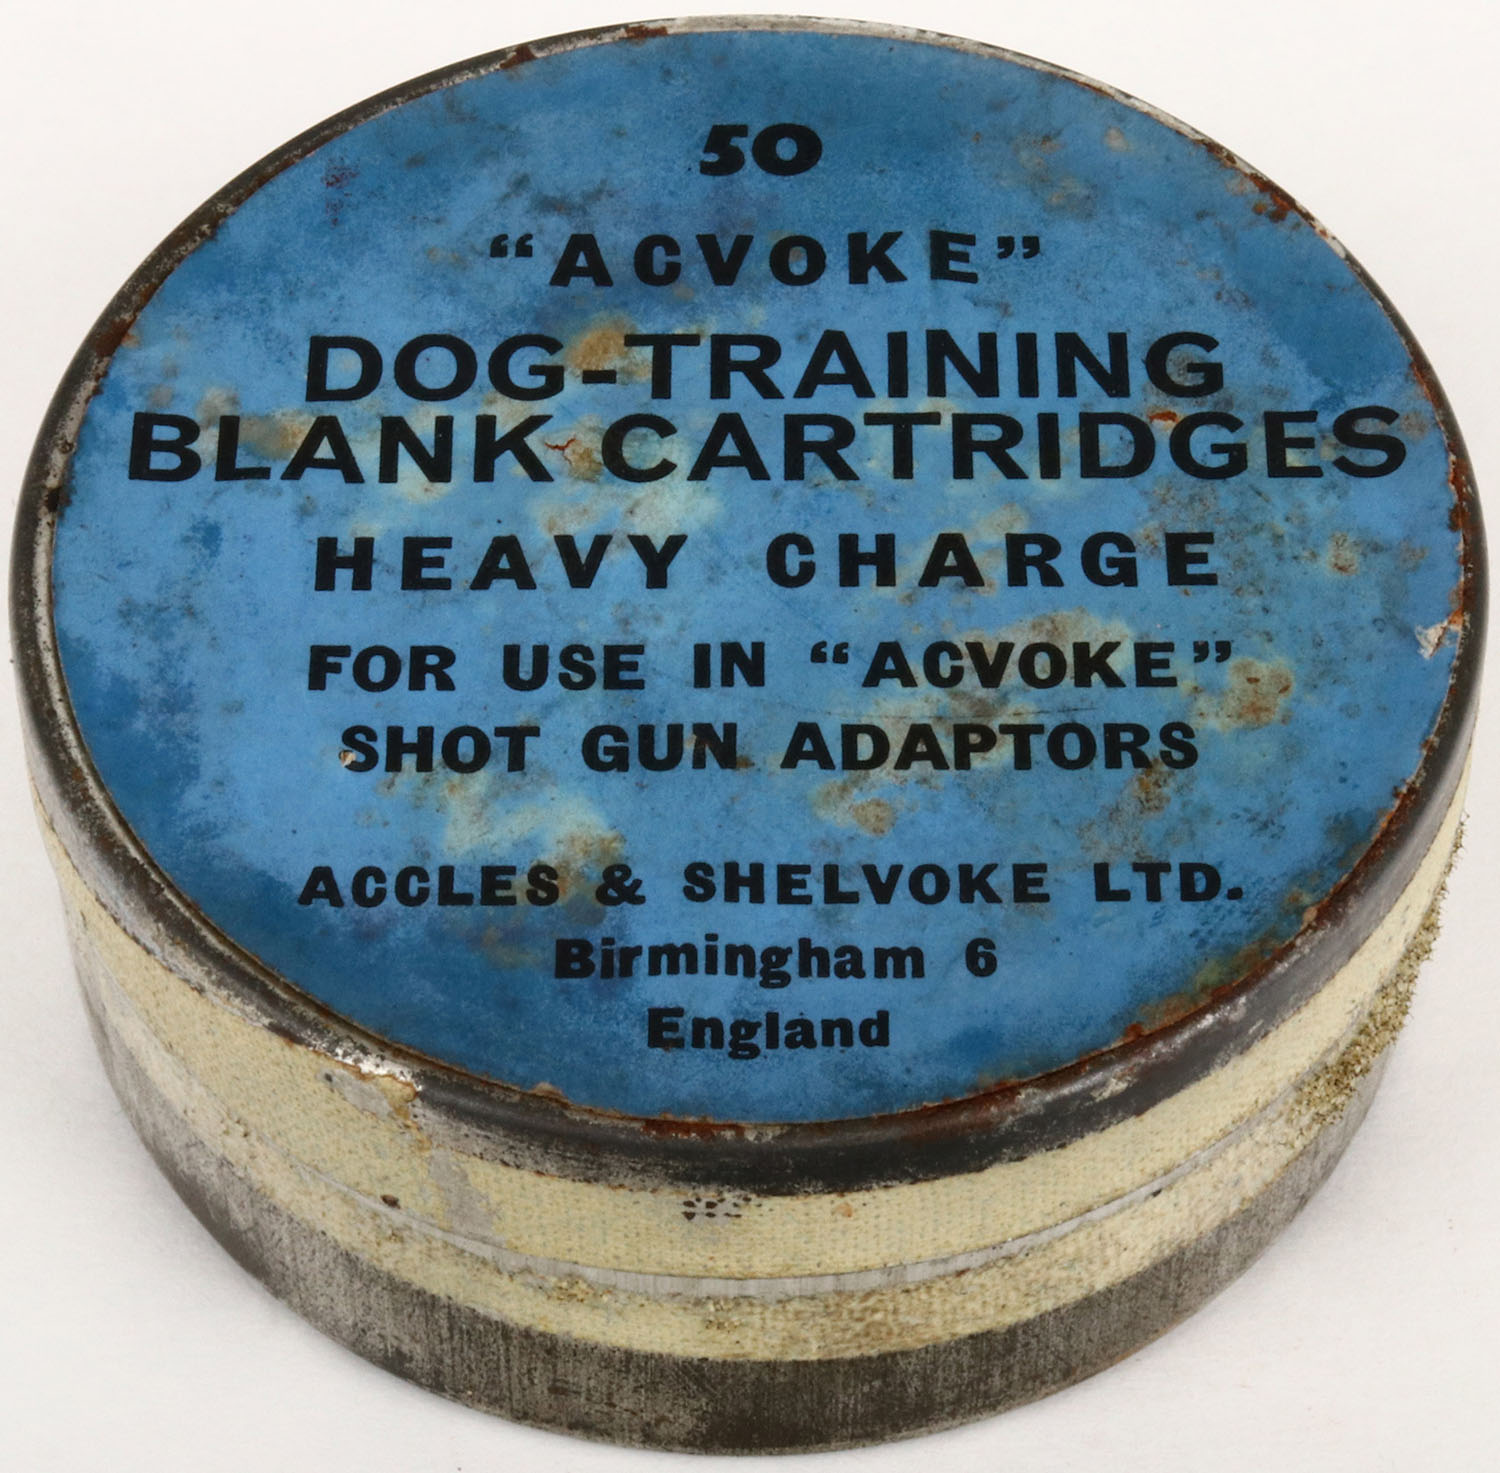 50
“ACVOKE”
DOG-TRAINING
BLANK CARTRIDGES
HEAVY CHARGE
FOR USE IN “ACVOKE”
SHOT GUN ADAPTORS
ACCLES & SHELVOKE LTD.
Birmingham 6
England